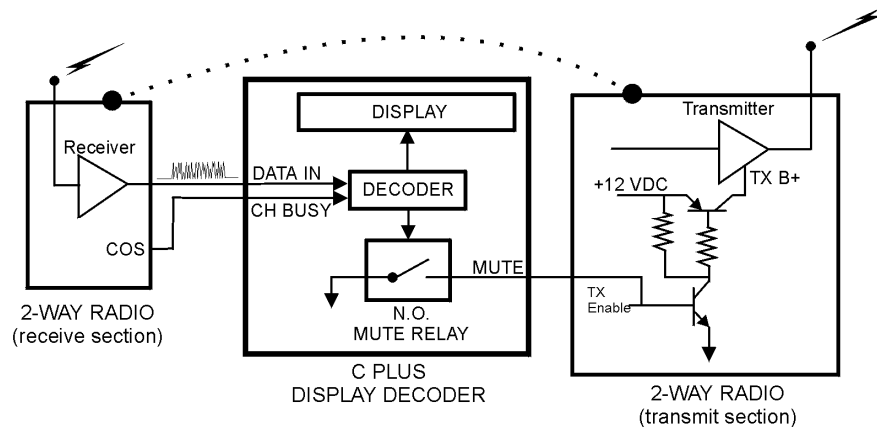 DISPLAY
Transmitter
Receiver
DATA IN
DECODER
CH BUSY
+12 VDC
TX B+
COS
MUTE
TX
Enable
N.O.
MUTE RELAY
2-WAY RADIO
(receive section)
C PLUS
DISPLAY DECODER
2-WAY RADIO
(transmit section)